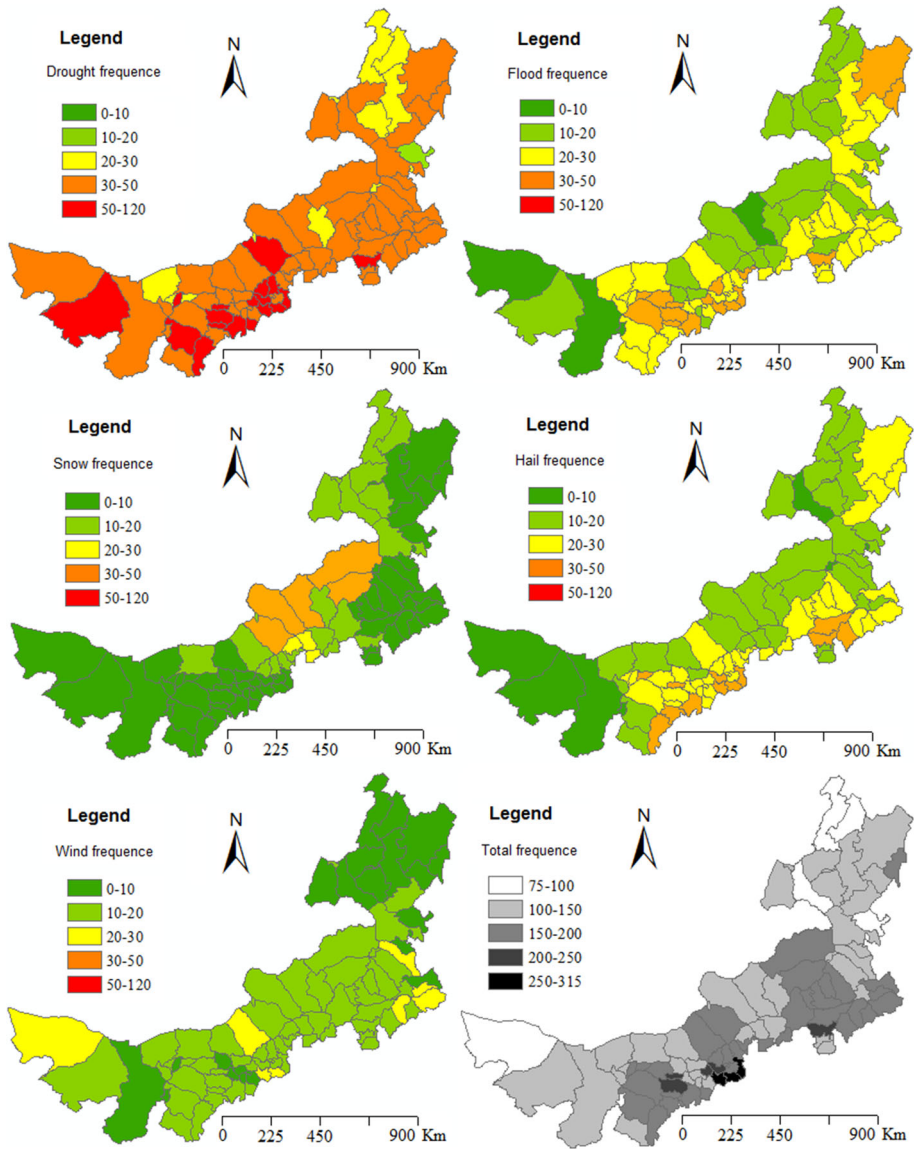 Legend
N
Drought frequence
0-10
10-20
20-30
30-50
50-120
0 225 450 900 Km
Legend
N
Flood frequence
0-10
10-20
20-30
30-50
50-120
0 225 450 900 Km
Legend
N
Snow frequence
0-10
10-20
20-30
30-50
50-120
0 225 450 900 Km
Legend
N
Hail frequence
0-10
10-20
20-30
30-50
50-120
0 225 450 900 Km
Legend
N
Wind frequence
0-10
10-20
20-30
30-50
50-120
0 225 450 900 Km
Legend
N
Total frequence
75-100
100-150
150-200
200-250
250-315
0 225 450 900 Km